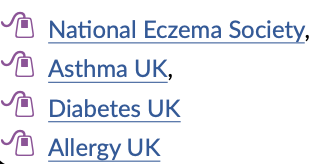 National Eczema Society,
Asthma UK,
Diabetes UK
Allergy UK